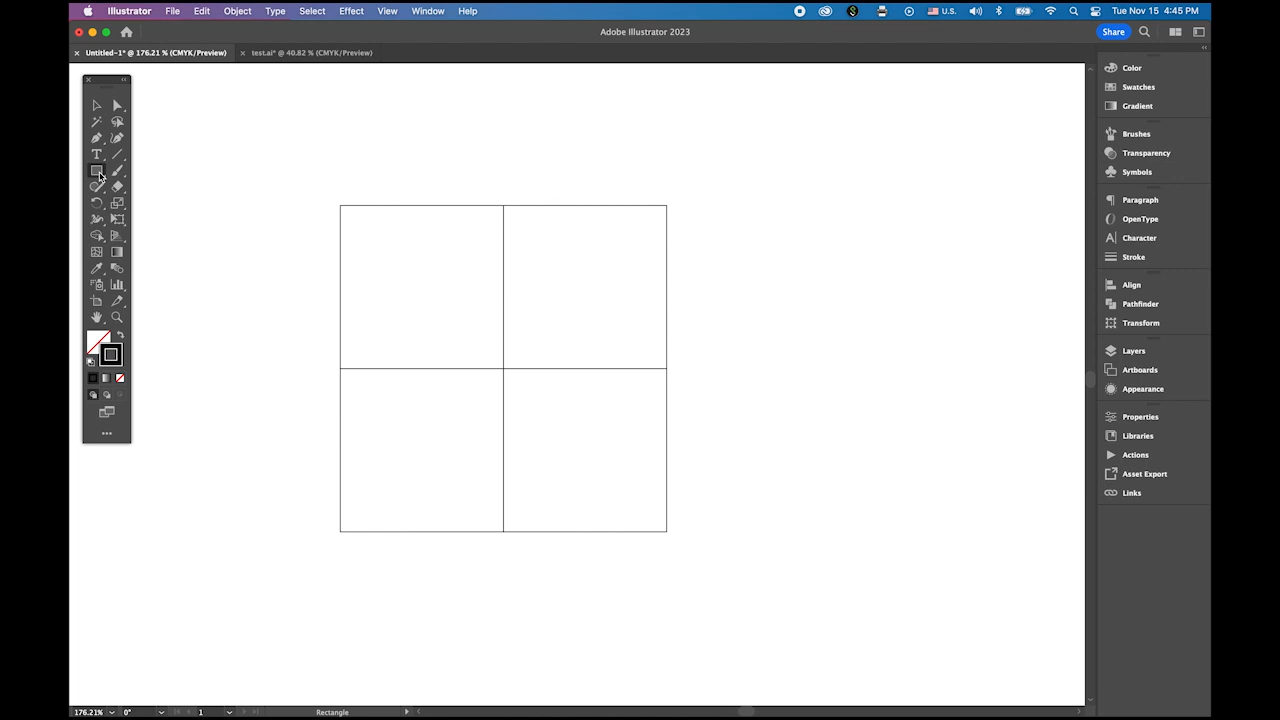 Illustrator File Edit Object Type Select Effect View Window Help U.S. Tue Nov 15 4:45 PM
Adobe Illustrator 2023 Share
× Untitled-1* @ 176.21 % (CMYK/Preview) × test.ai* @ 40.82 % (CMYK/Preview)
Color
Swatches
Gradient
Brushes
Transparency
Symbols
Paragraph
OpenType
Character
Stroke
Align
Pathfinder
Transform
Layers
Artboards
Appearance
Properties
Libraries
Actions
Asset Export
Links
176.21% 0° 1 Rectangle